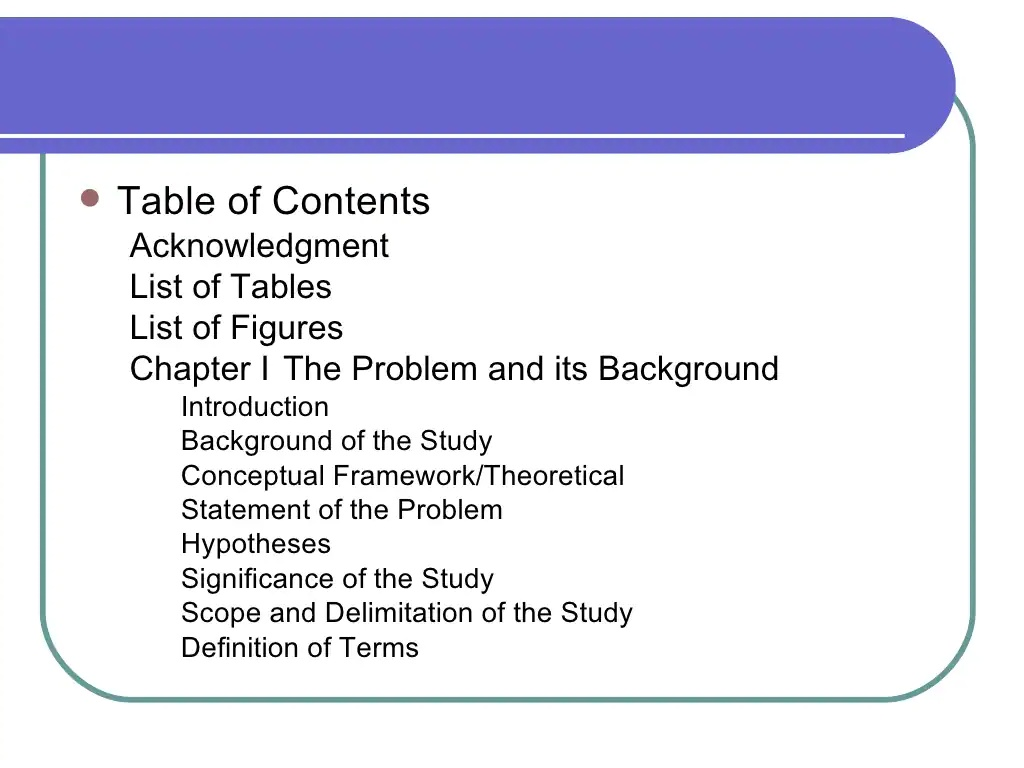 Table of Contents
Acknowledgment
List of Tables
List of Figures
Chapter I The Problem and its Background
Introduction
Background of the Study
Conceptual Framework/Theoretical
Statement of the Problem
Hypotheses
Significance of the Study
Scope and Delimitation of the Study
Definition of Terms